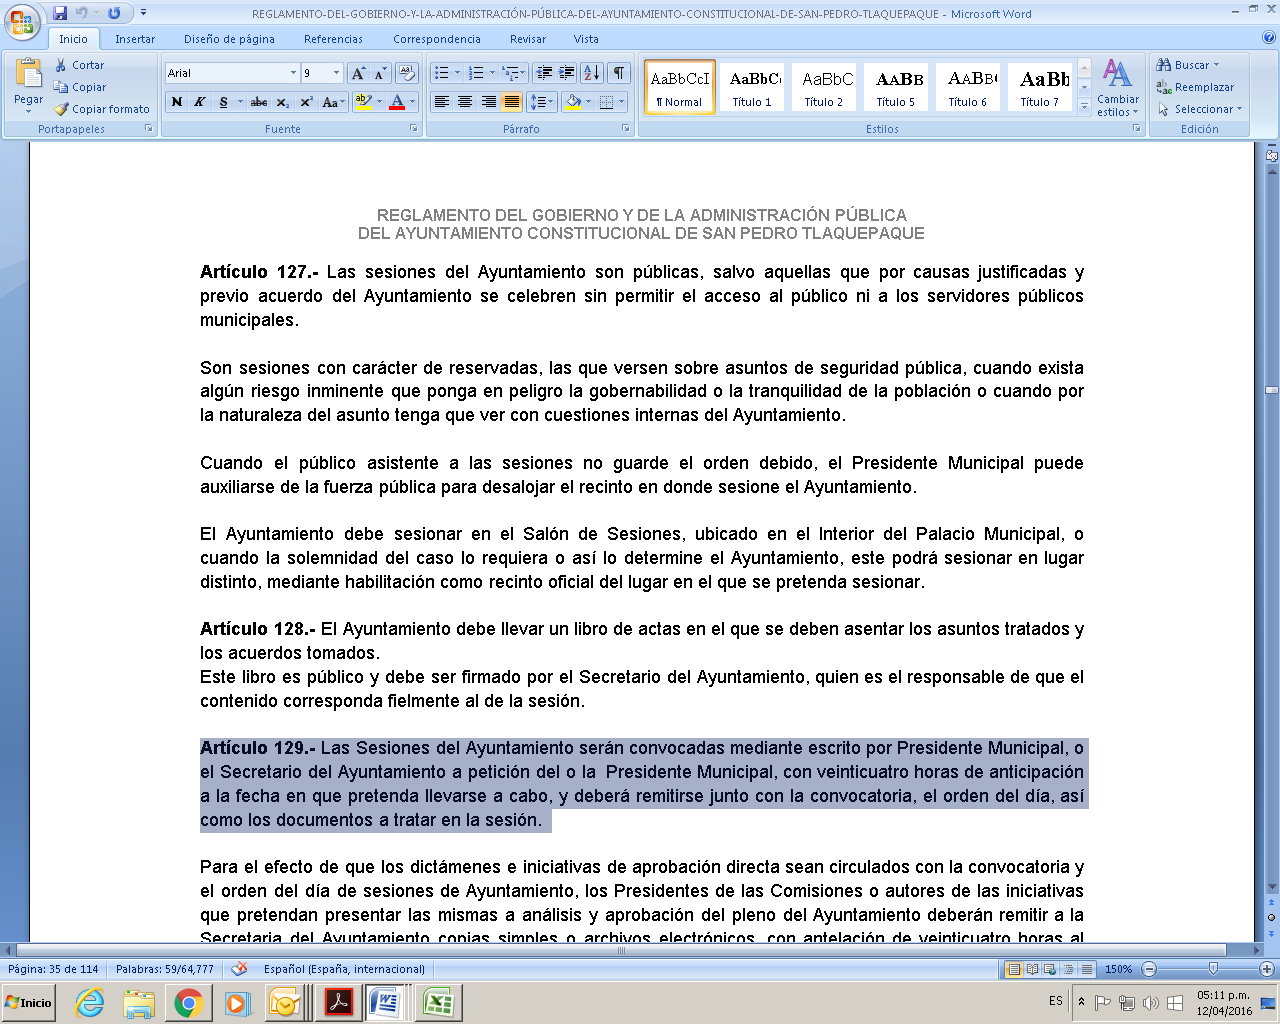 REGLAMENTO-DEL-GOBIERNO-Y-LA-ADMINISTRACIÓN-PÚBLICA-DEL-AYUNTAMIENTO-CONSTITUCIONAL-DE-SAN-PEDRO-TLAQUEPAQUE - Microsoft Word
Inicio Insertar Diseño de página Referencias Correspondencia Revisar Vista
Pegar
Cortar
Copiar
Copiar formato
Portapapeles
Arial 9
N K S abc x₂ x² Aa
Fuente
Párrafo
AaBbCcI AaBbC AaBbC AaBb AaBb AaBb
¶ Normal Título 1 Título 2 Título 5 Título 6 Título 7
Cambiar estilos
Estilos
Buscar
Reemplazar
Seleccionar
Edición
REGLAMENTO DEL GOBIERNO Y DE LA ADMINISTRACIÓN PÚBLICA
DEL AYUNTAMIENTO CONSTITUCIONAL DE SAN PEDRO TLAQUEPAQUE
Artículo 127.- Las sesiones del Ayuntamiento son públicas, salvo aquellas que por causas justificadas y
previo acuerdo del Ayuntamiento se celebren sin permitir el acceso al público ni a los servidores públicos
municipales.
Son sesiones con carácter de reservadas, las que versen sobre asuntos de seguridad pública, cuando exista
algún riesgo inminente que ponga en peligro la gobernabilidad o la tranquilidad de la población o cuando por
la naturaleza del asunto tenga que ver con cuestiones internas del Ayuntamiento.
Cuando el público asistente a las sesiones no guarde el orden debido, el Presidente Municipal puede
auxiliarse de la fuerza pública para desalojar el recinto en donde sesione el Ayuntamiento.
El Ayuntamiento debe sesionar en el Salón de Sesiones, ubicado en el Interior del Palacio Municipal, o
cuando la solemnidad del caso lo requiera o así lo determine el Ayuntamiento, este podrá sesionar en lugar
distinto, mediante habilitación como recinto oficial del lugar en el que se pretenda sesionar.
Artículo 128.- El Ayuntamiento debe llevar un libro de actas en el que se deben asentar los asuntos tratados y
los acuerdos tomados.
Este libro es público y debe ser firmado por el Secretario del Ayuntamiento, quien es el responsable de que el
contenido corresponda fielmente al de la sesión.
Artículo 129.- Las Sesiones del Ayuntamiento serán convocadas mediante escrito por Presidente Municipal, o
el Secretario del Ayuntamiento a petición del o la Presidente Municipal, con veinticuatro horas de anticipación
a la fecha en que pretenda llevarse a cabo, y deberá remitirse junto con la convocatoria, el orden del día, así
como los documentos a tratar en la sesión.
Para el efecto de que los dictámenes e iniciativas de aprobación directa sean circulados con la convocatoria y
el orden del día de sesiones de Ayuntamiento, los Presidentes de las Comisiones o autores de las iniciativas
que pretendan presentar las mismas a análisis y aprobación del pleno del Ayuntamiento deberán remitir a la
Secretaria del Ayuntamiento copias simples o archivos electrónicos, con antelación de veinticuatro horas al
Página: 35 de 114 Palabras: 59/64,777 Español (España, internacional) 150%
Inicio ES 05:11 p.m.
12/04/2016